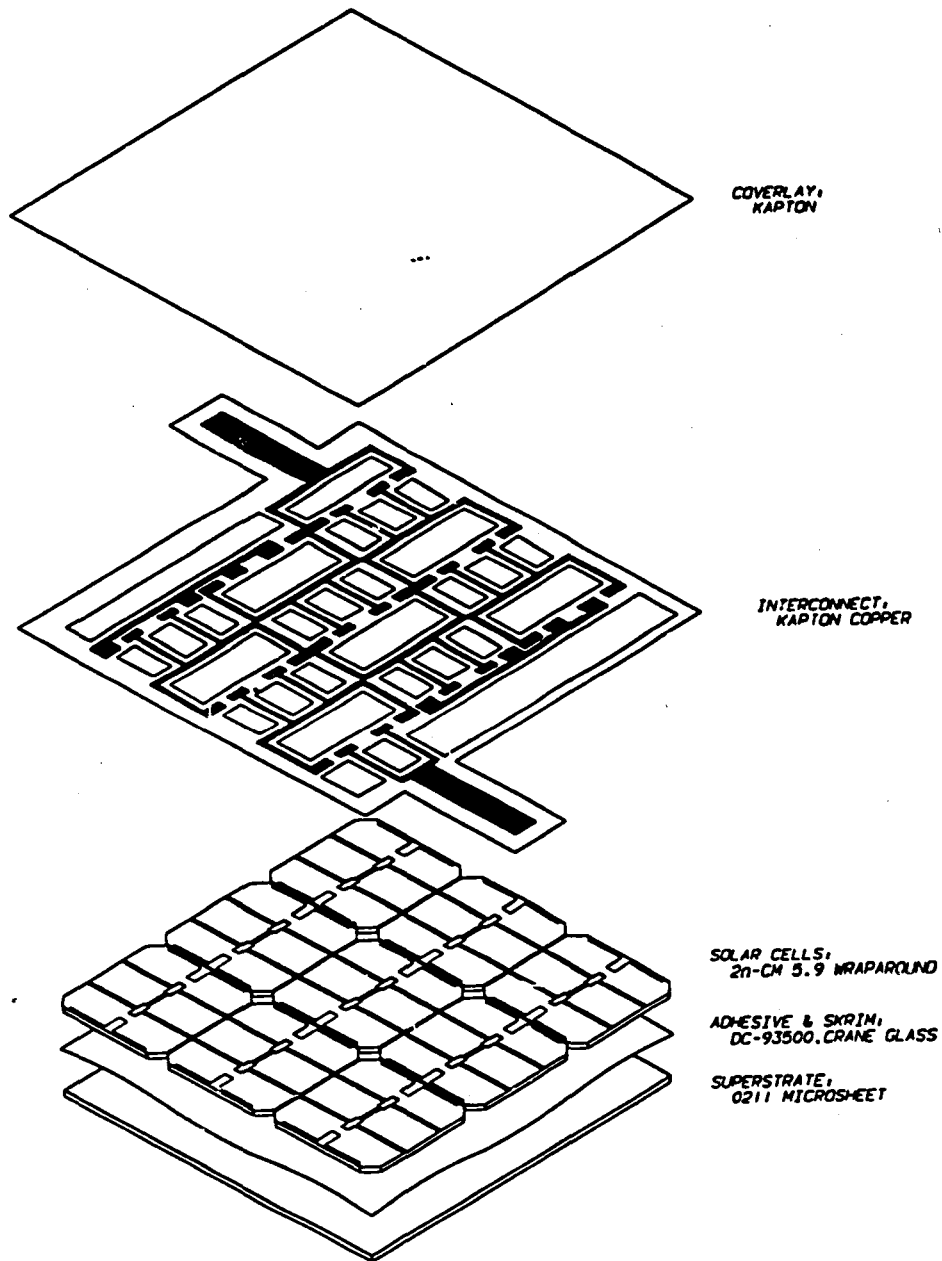 COVERLAY:
KAPTON
INTERCONNECT:
KAPTON COPPER
SOLAR CELLS:
2n-CM 5.9 WRAPAROUND
ADHESIVE & SKRIM:
DC-93500.CRANE GLASS
SUPERSTRATE:
0211 MICROSHEET